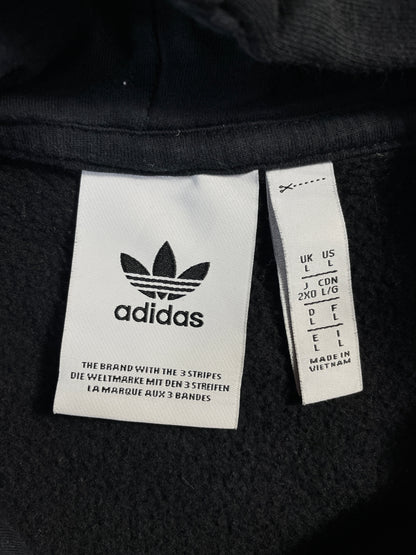 adidas
THE BRAND WITH THE 3 STRIPES
DIE WELTMARKE MIT DEN 3 STREIFEN
LA MARQUE AUX 3 BANDES
UK US
L L
J CDN
2XO L/G
D F
L L
E I
L L
MADE IN
VIETNAM